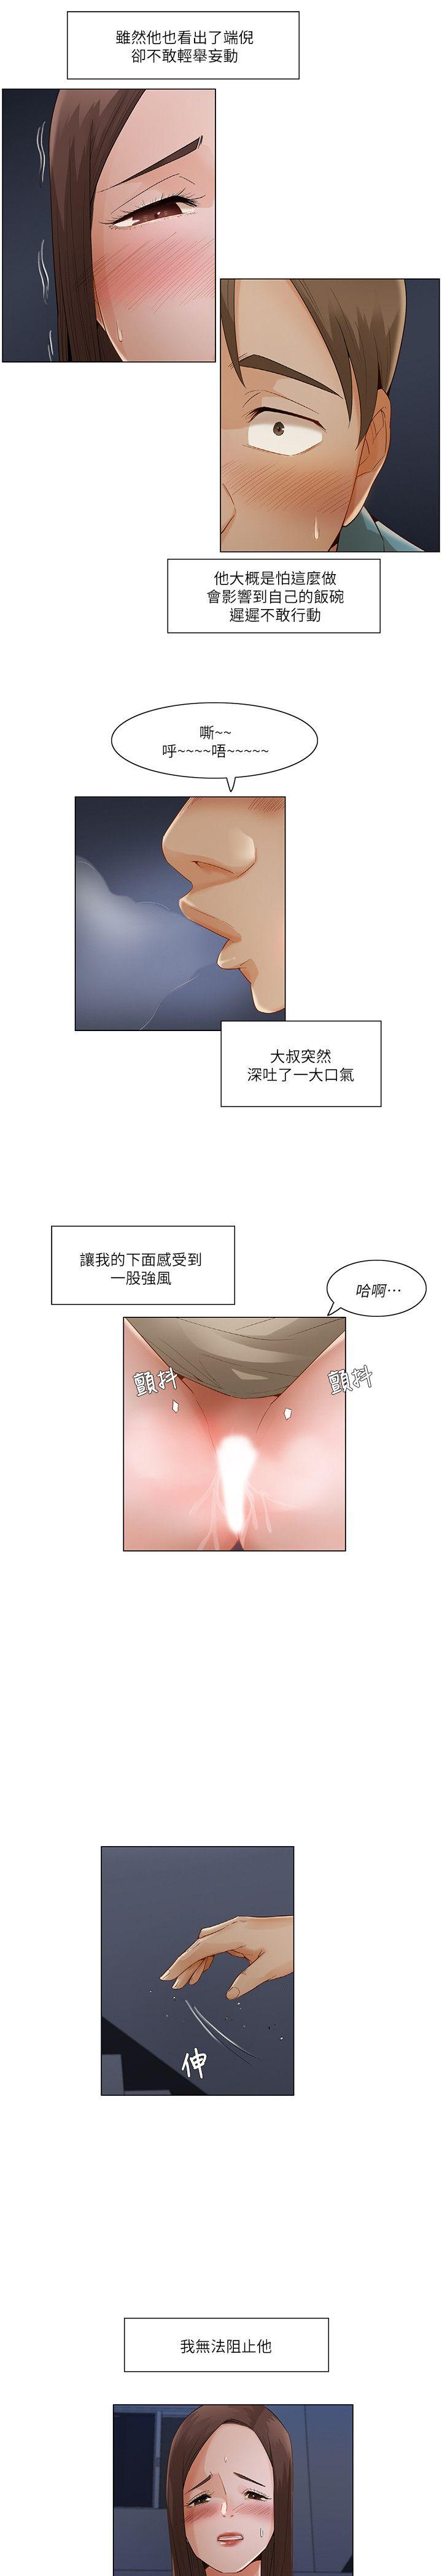 雖然他也看出了端倪
卻不敢輕舉妄動
他大概是怕這麼做
會影響到自己的飯碗
遲遲不敢行動
嘶~~
呼~~~~唔~~~~~
大叔突然
深吐了一大口氣
讓我的下面感受到
一股強風
哈啊…
顫抖
顫抖
伸
我無法阻止他